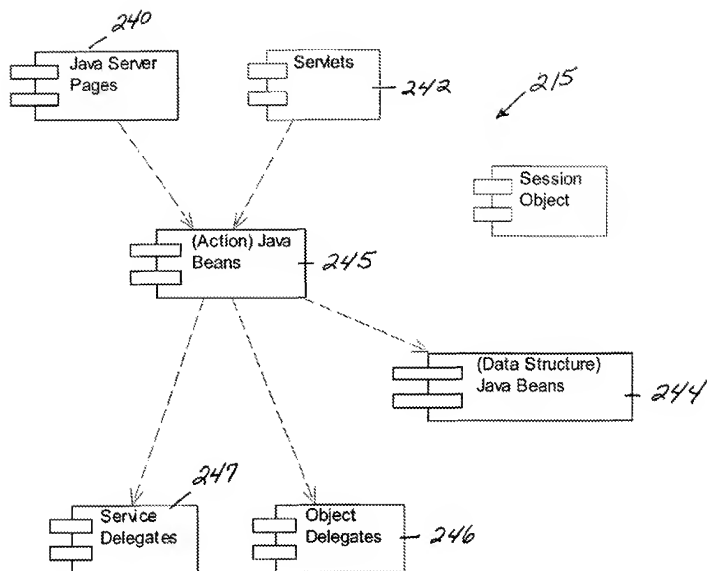 240
Java Server
Pages
Servlets
242
215
Session
Object
(Action) Java
Beans
245
(Data Structure)
Java Beans
244
247
Service
Delegates
Object
Delegates
246